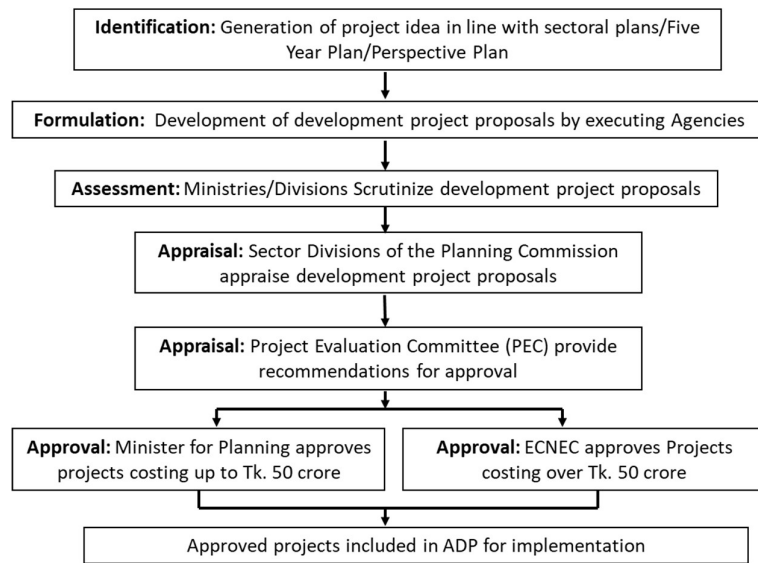 Identification: Generation of project idea in line with sectoral plans/Five
Year Plan/Perspective Plan
Formulation: Development of development project proposals by executing Agencies
Assessment: Ministries/Divisions Scrutinize development project proposals
Appraisal: Sector Divisions of the Planning Commission
appraise development project proposals
Appraisal: Project Evaluation Committee (PEC) provide
recommendations for approval
Approval: Minister for Planning approves
projects costing up to Tk. 50 crore
Approval: ECNEC approves Projects
costing over Tk. 50 crore
Approved projects included in ADP for implementation